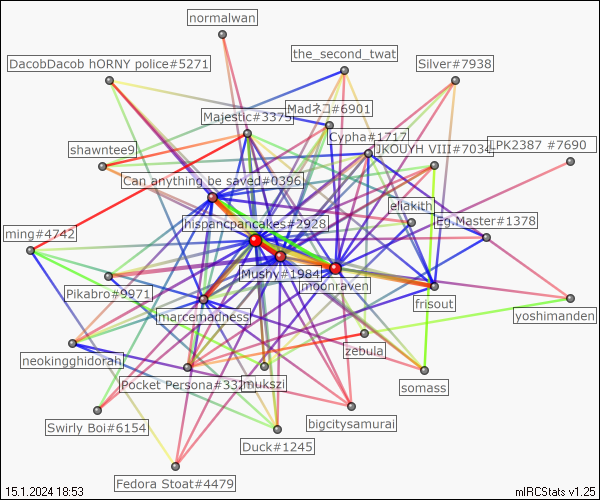 normalwan
the_second_twat
DacobDacob hORNY police#5271
Silver#7938
Madネコ#6901
Majestic#3375
Cypha#1717
JKOUYH VIII#7034
LPK2387 #7690
shawntee9
Can anything be saved#0396
eliakith
hispancpancakes#2928
Eg.Master#1378
ming#4742
Mushy#1984
moonraven
Pikabro#9971
frisout
marcemadness
yoshimanden
zebula
neokingghidorah
Pocket Persona#332
mukszi
somass
bigcitysamurai
Swirly Boi#6154
Duck#1245
Fedora Stoat#4479
15.1.2024 18:53
mIRCStats v1.25